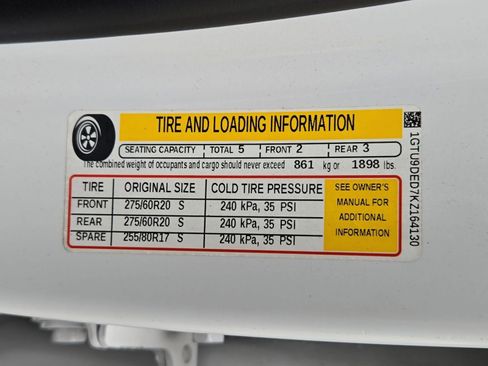 TIRE AND LOADING INFORMATION
SEATING CAPACITY TOTAL 5 FRONT 2 REAR 3
The combined weight of occupants and cargo should never exceed 861 kg or 1898 lbs.
TIRE ORIGINAL SIZE COLD TIRE PRESSURE
FRONT 275/60R20 S 240 kPa, 35 PSI
REAR 275/60R20 S 240 kPa, 35 PSI
SPARE 255/80R17 S 240 kPa, 35 PSI
SEE OWNER'S
MANUAL FOR
ADDITIONAL
INFORMATION
1GTU9DED7KZ164130